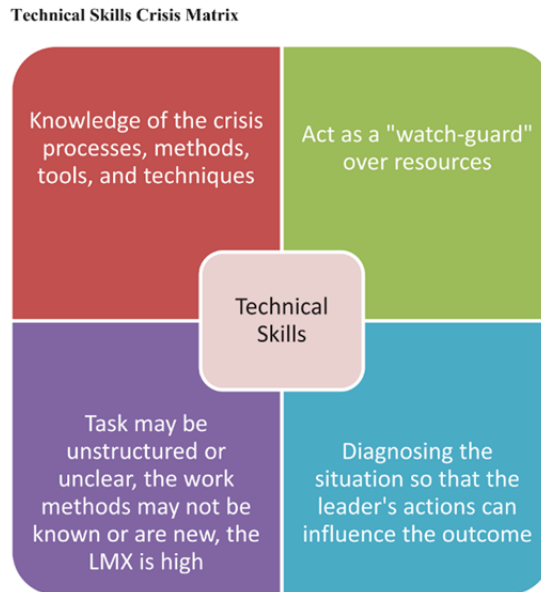 Technical Skills Crisis Matrix
Knowledge of the crisis
processes, methods,
tools, and techniques
Act as a "watch-guard"
over resources
Technical
Skills
Task may be
unstructured or
unclear, the work
methods may not be
known or are new, the
LMX is high
Diagnosing the
situation so that the
leader's actions can
influence the outcome